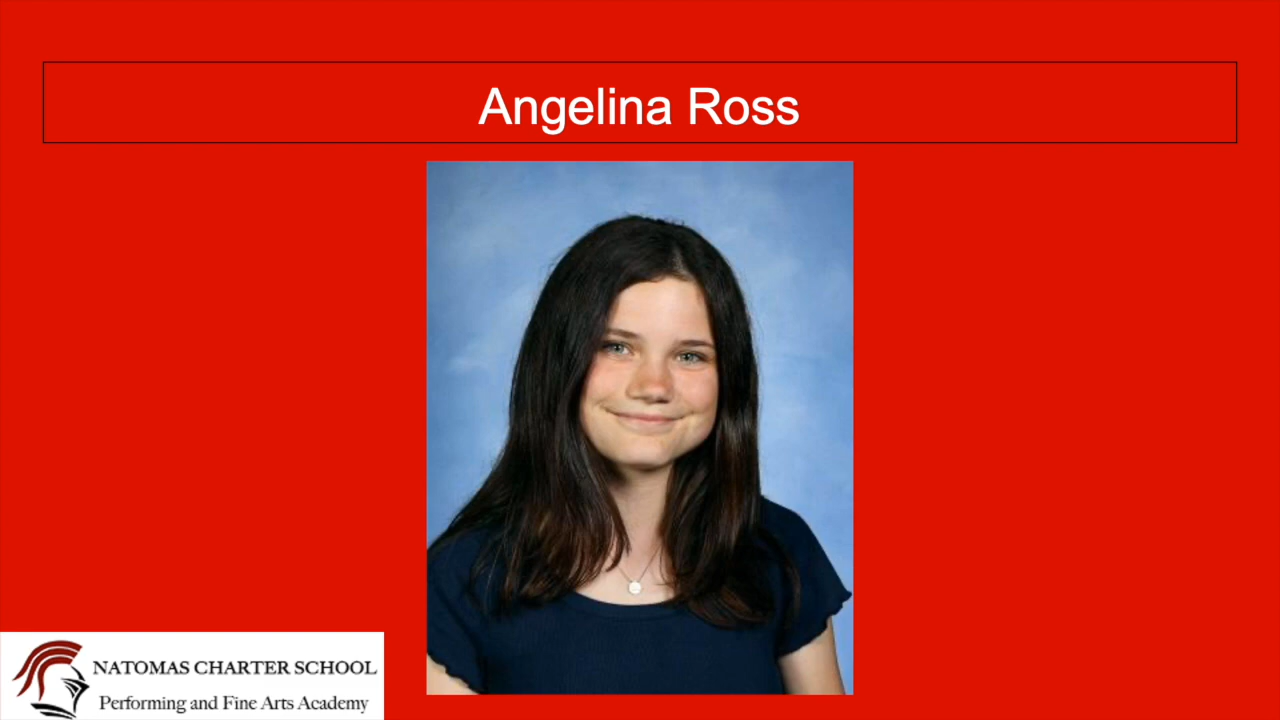 Angelina Ross
NATOMAS CHARTER SCHOOL
Performing and Fine Arts Academy